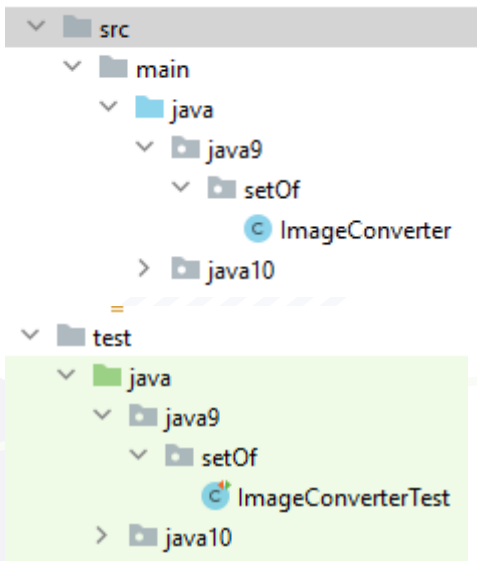 src
main
java
java9
setOf
C ImageConverter
java10
test
java
java9
setOf
C ImageConverterTest
java10